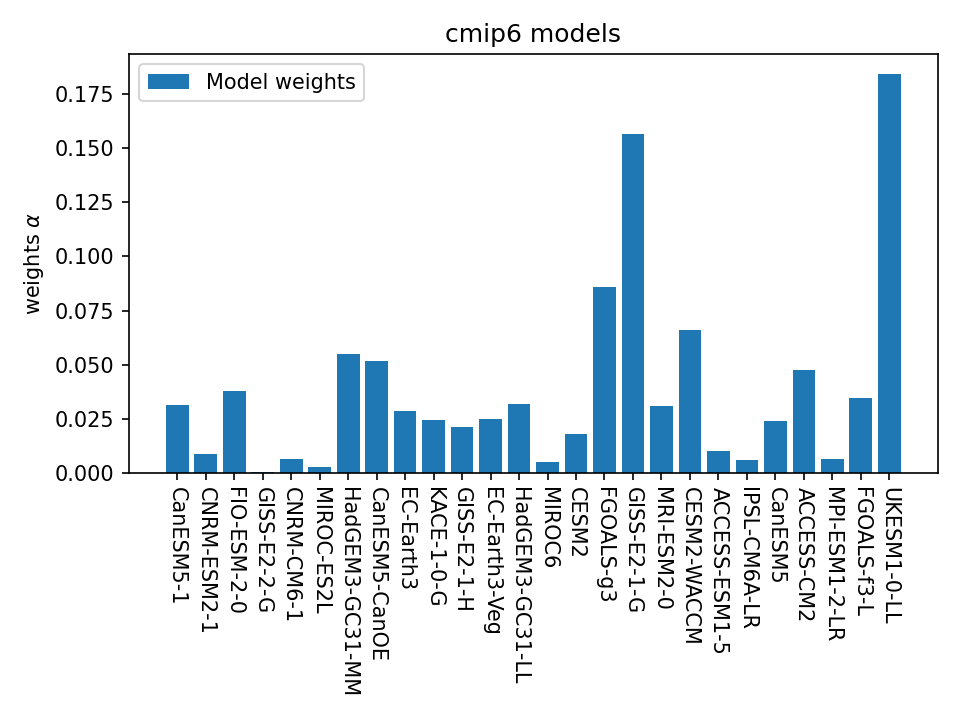 cmip6 models
Model weights
weights α
0.175
0.150
0.125
0.100
0.075
0.050
0.025
0.000
CanESM5-1
CNRM-ESM2-1
FIO-ESM-2-0
GISS-E2-2-G
CNRM-CM6-1
MIROC-ES2L
HadGEM3-GC31-MM
CanESM5-CanOE
EC-Earth3
KACE-1-0-G
GISS-E2-1-H
EC-Earth3-Veg
HadGEM3-GC31-LL
MIROC6
CESM2
FGOALS-g3
GISS-E2-1-G
MRI-ESM2-0
CESM2-WACCM
ACCESS-ESM1-5
IPSL-CM6A-LR
CanESM5
ACCESS-CM2
MPI-ESM1-2-LR
FGOALS-f3-L
UKESM1-0-LL